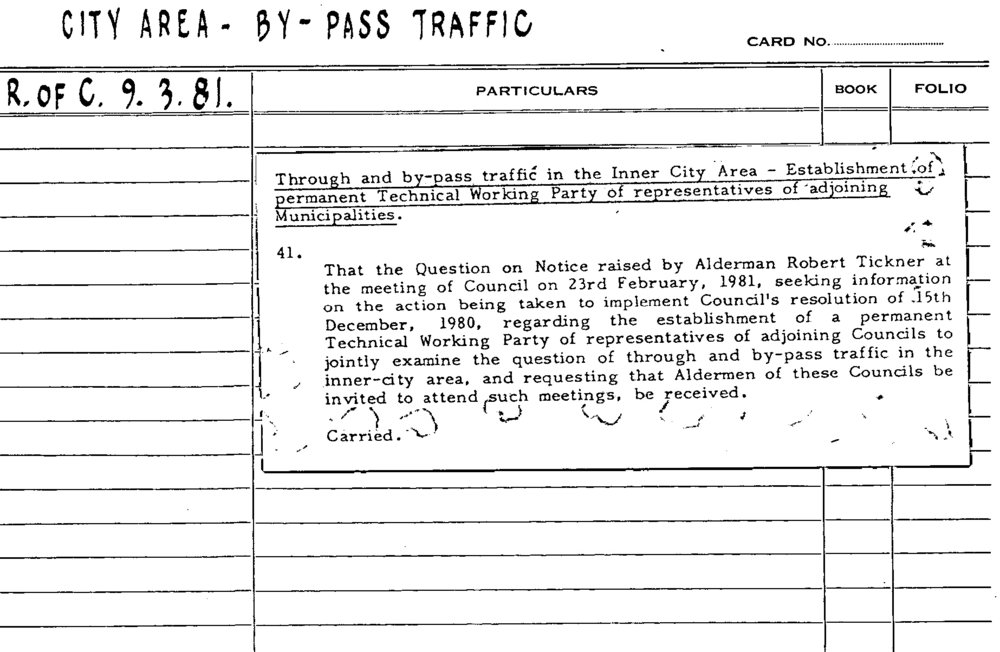 CITY AREA - BY-PASS TRAFFIC
CARD No.
R. OF C. 9. 3. 81.
PARTICULARS
BOOK
FOLIO
Through and by-pass traffic in the Inner City Area - Establishment of
permanent Technical Working Party of representatives of adjoining
Municipalities.
41.
That the Question on Notice raised by Alderman Robert Tickner at
the meeting of Council on 23rd February, 1981, seeking information
on the action being taken to implement Council's resolution of 15th
December, 1980, regarding the establishment of a permanent
Technical Working Party of representatives of adjoining Councils to
jointly examine the question of through and by-pass traffic in the
inner-city area, and requesting that Aldermen of these Councils be
invited to attend such meetings, be received.
Carried.